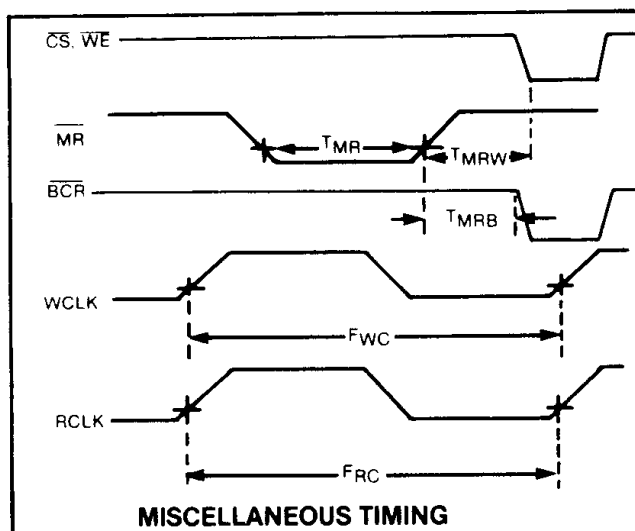 CS, WE
MR
TMR
TMRW
BCR
TMRB
WCLK
FWC
RCLK
FRC
MISCELLANEOUS TIMING